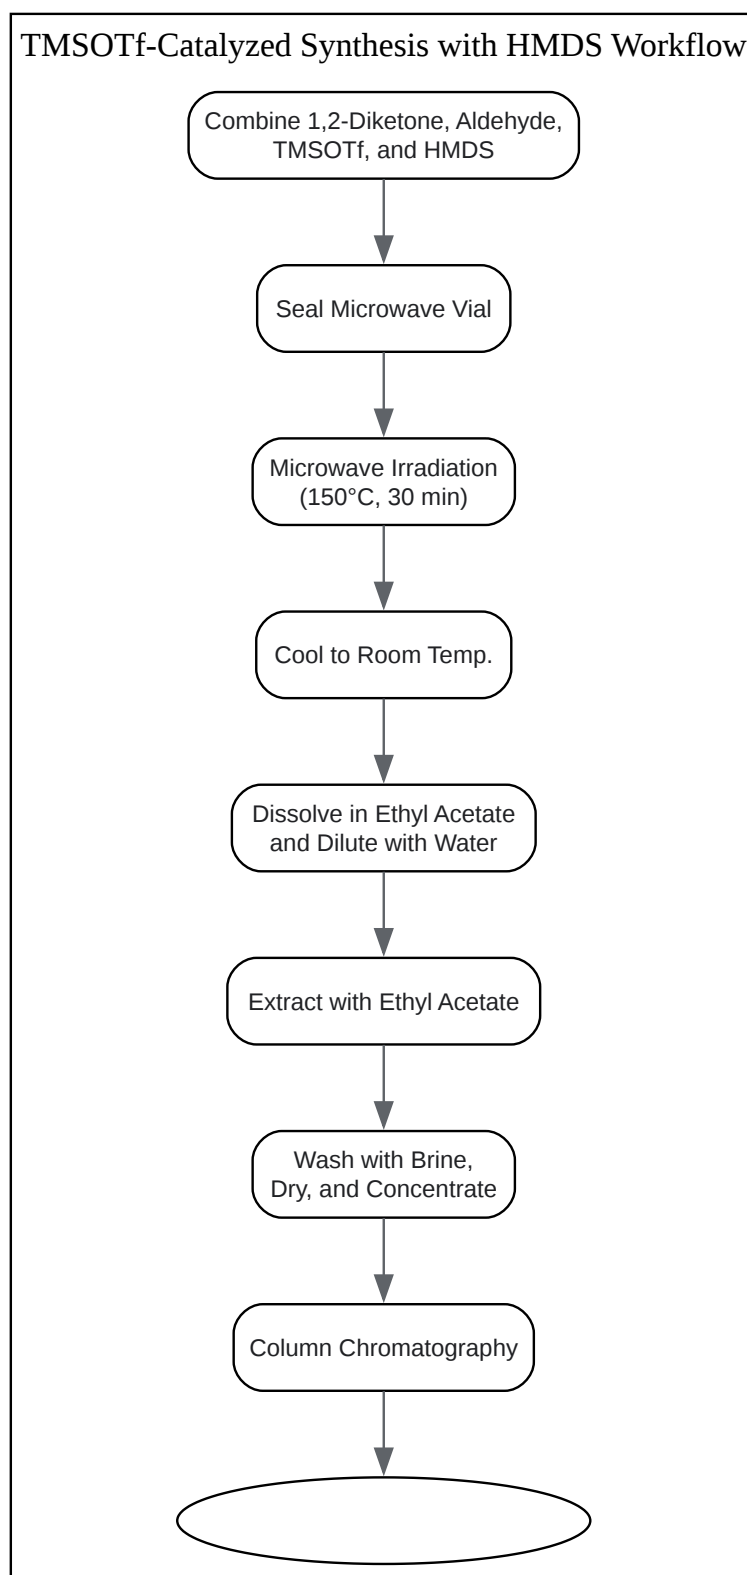 TMSOTf-Catalyzed Synthesis with HMDS Workflow
Combine 1,2-Diketone, Aldehyde,
TMSOTf, and HMDS
Seal Microwave Vial
Microwave Irradiation
(150°C, 30 min)
Cool to Room Temp.
Dissolve in Ethyl Acetate
and Dilute with Water
Extract with Ethyl Acetate
Wash with Brine,
Dry, and Concentrate
Column Chromatography